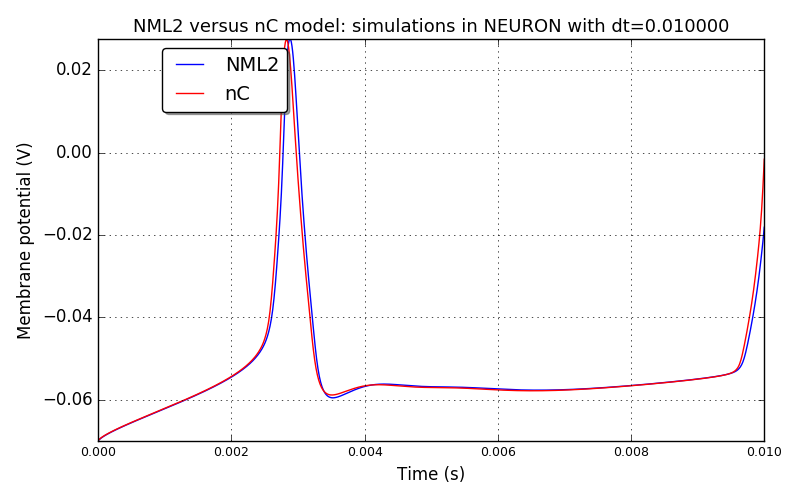 NML2 versus nC model: simulations in NEURON with dt=0.010000
NML2
nC
Membrane potential (V)
0.02
0.00
−0.02
−0.04
−0.06
0.000 0.002 0.004 0.006 0.008 0.010
Time (s)